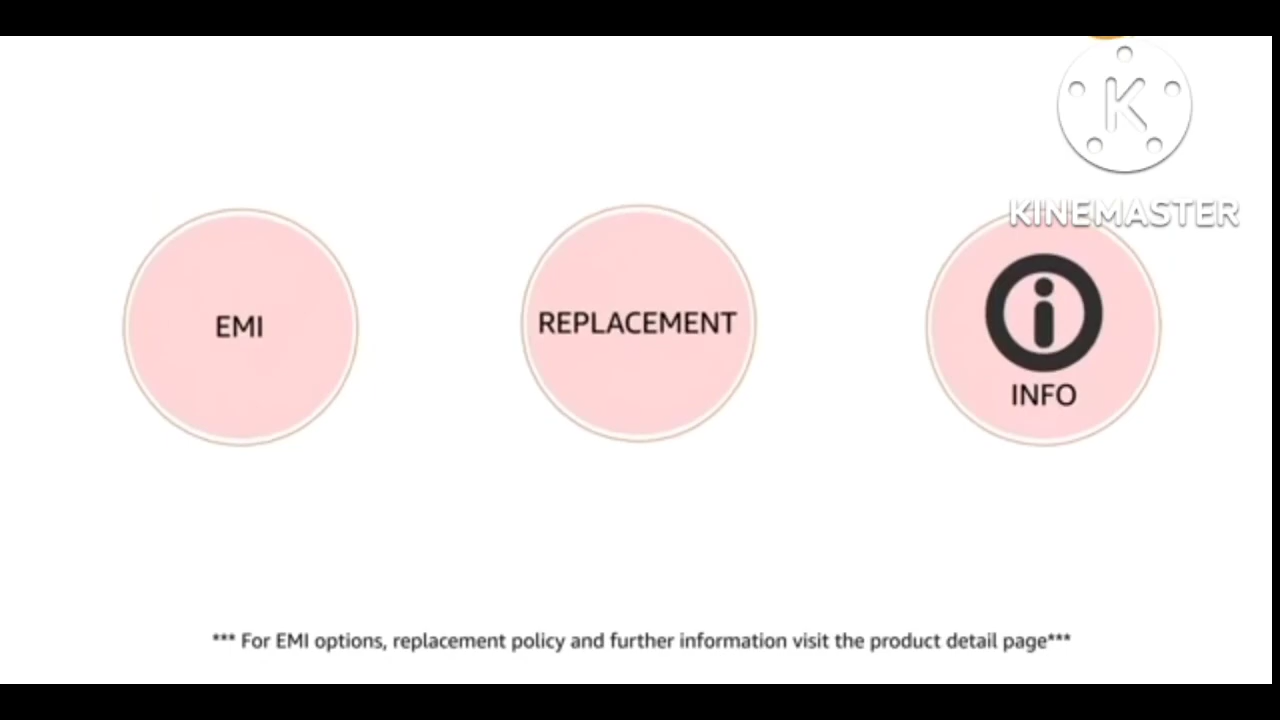 K
KINEMASTER
EMI
REPLACEMENT
i
INFO
*** For EMI options, replacement policy and further information visit the product detail page***